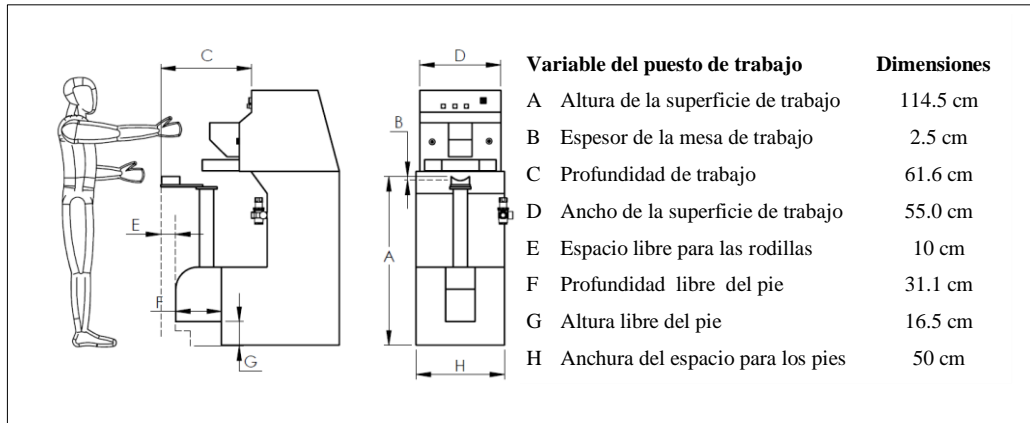 C
D
B
E
A
F
G
H
Variable del puesto de trabajo Dimensiones
A Altura de la superficie de trabajo 114.5 cm
B Espesor de la mesa de trabajo 2.5 cm
C Profundidad de trabajo 61.6 cm
D Ancho de la superficie de trabajo 55.0 cm
E Espacio libre para las rodillas 10 cm
F Profundidad libre del pie 31.1 cm
G Altura libre del pie 16.5 cm
H Anchura del espacio para los pies 50 cm